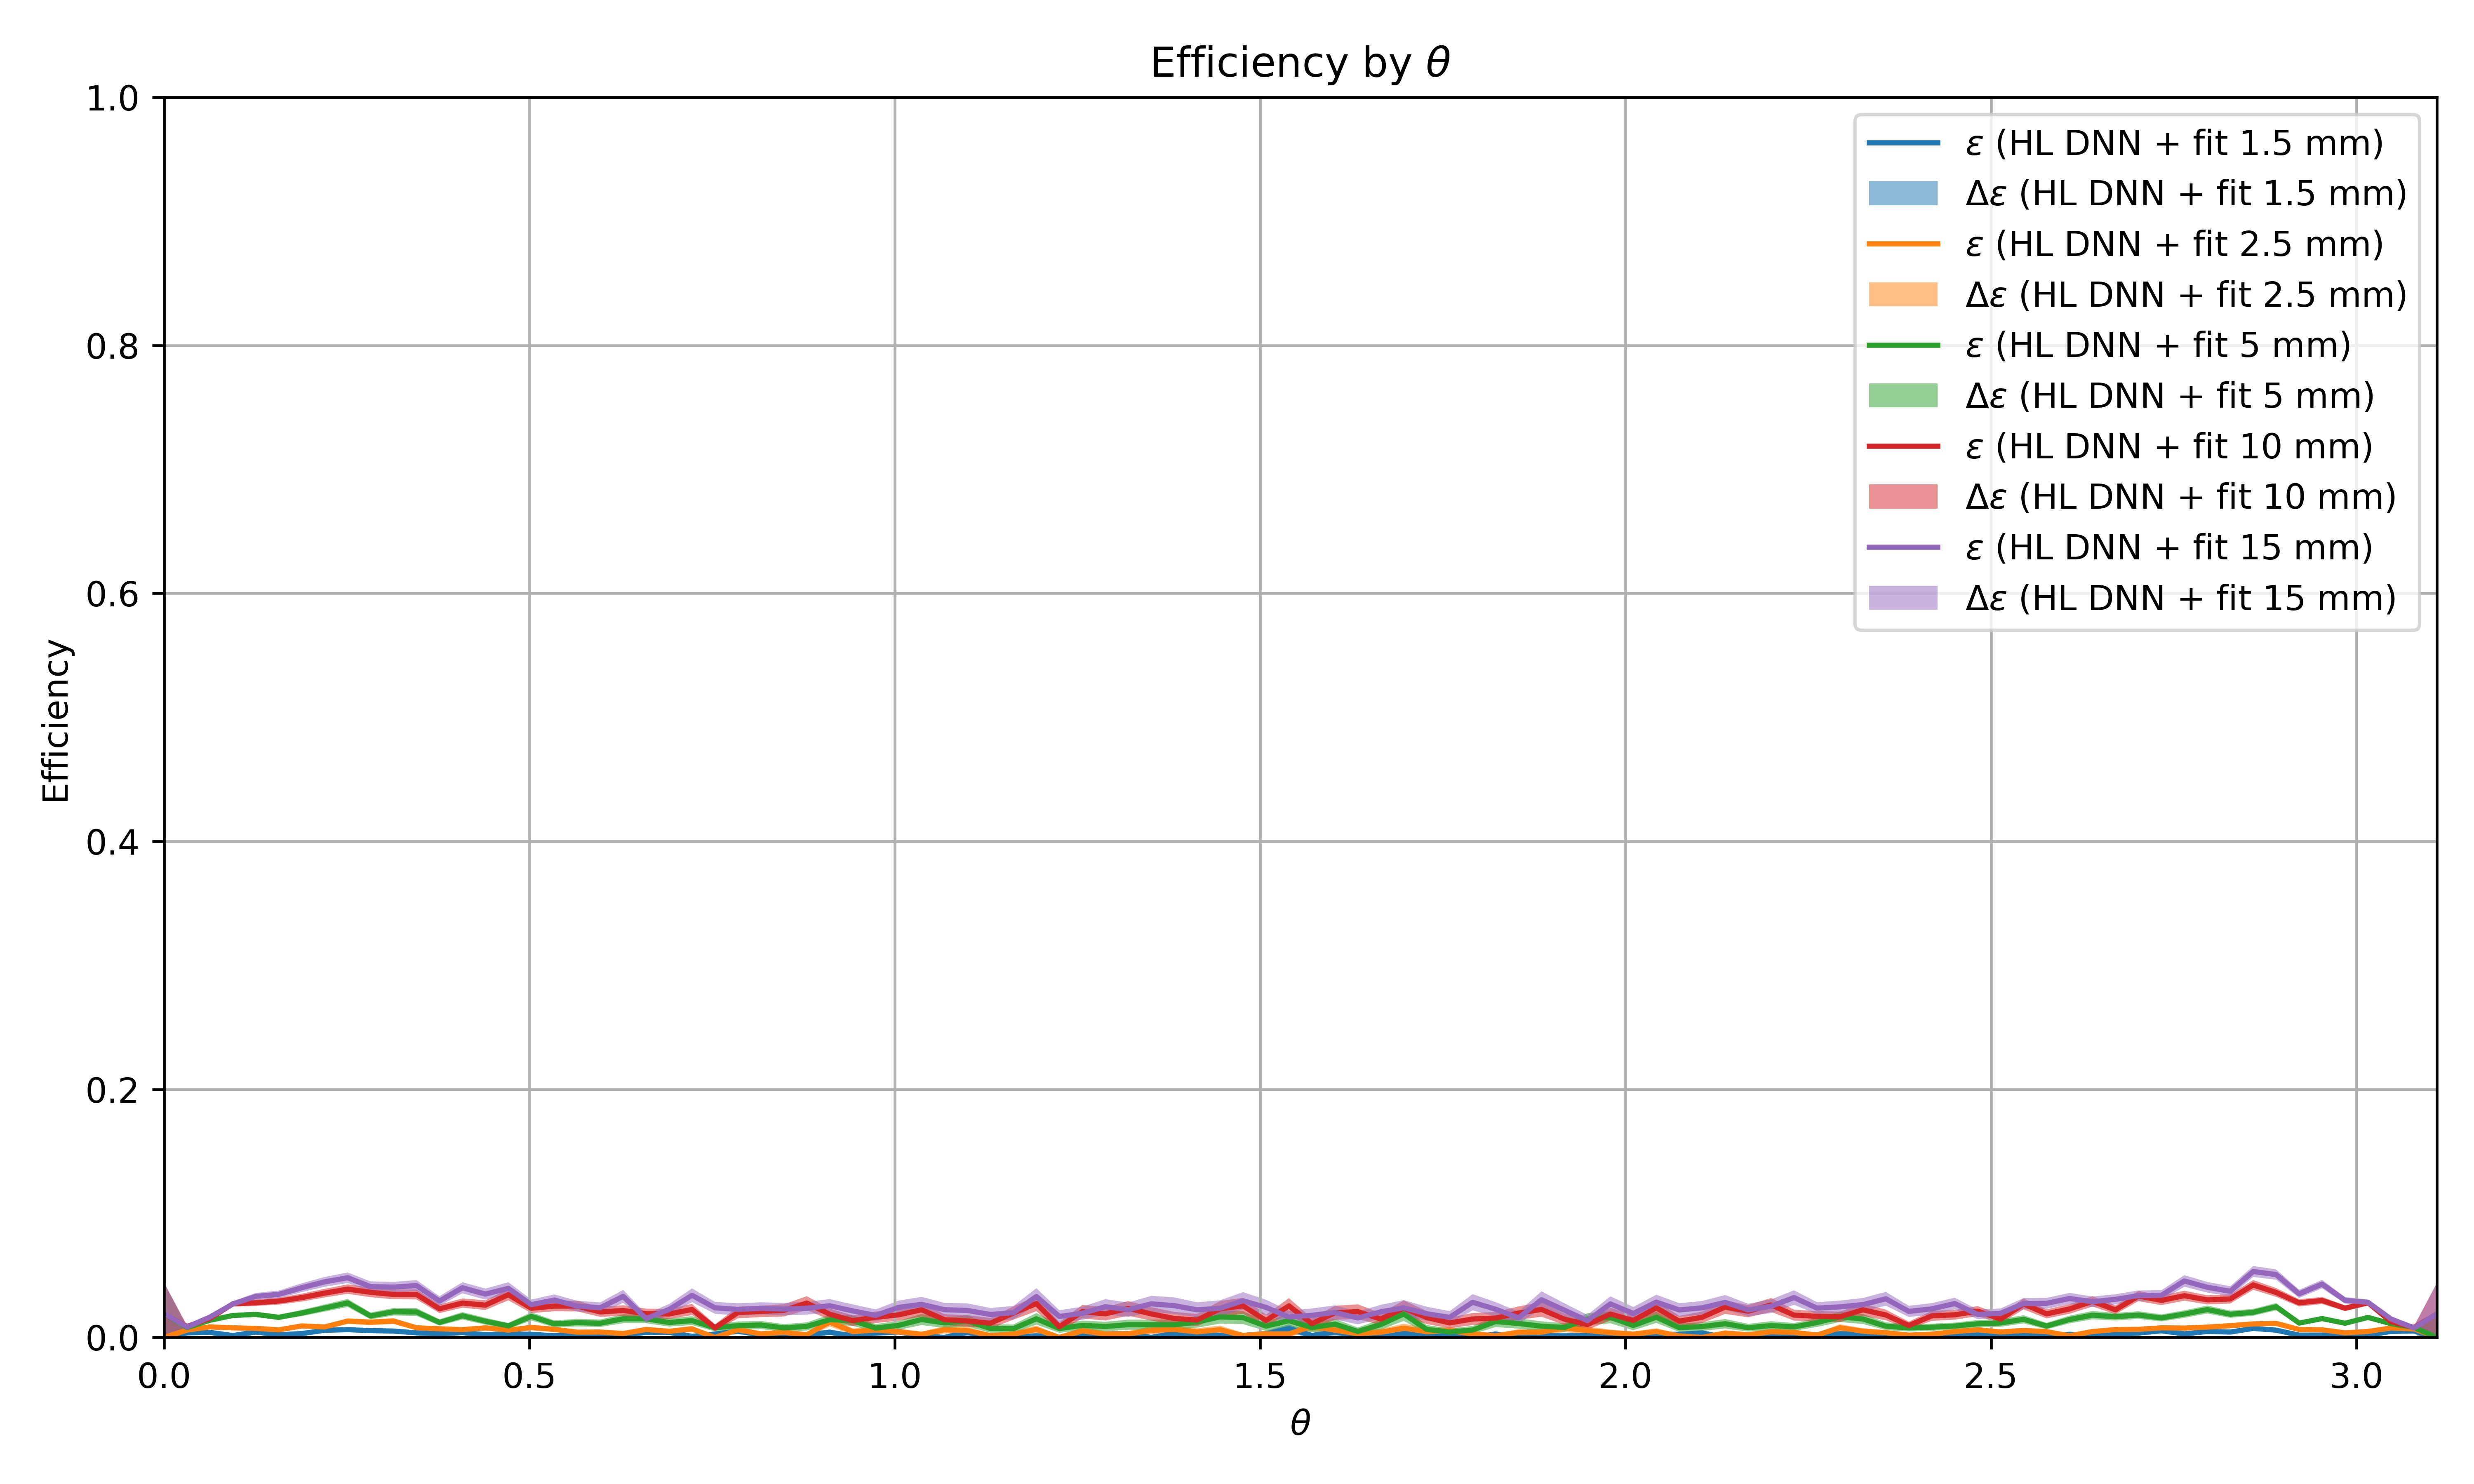 Efficiency by θ
1.0
0.8
0.6
0.4
0.2
0.0
Efficiency
0.0 0.5 1.0 1.5 2.0 2.5 3.0
θ
ε (HL DNN + fit 1.5 mm)
Δε (HL DNN + fit 1.5 mm)
ε (HL DNN + fit 2.5 mm)
Δε (HL DNN + fit 2.5 mm)
ε (HL DNN + fit 5 mm)
Δε (HL DNN + fit 5 mm)
ε (HL DNN + fit 10 mm)
Δε (HL DNN + fit 10 mm)
ε (HL DNN + fit 15 mm)
Δε (HL DNN + fit 15 mm)